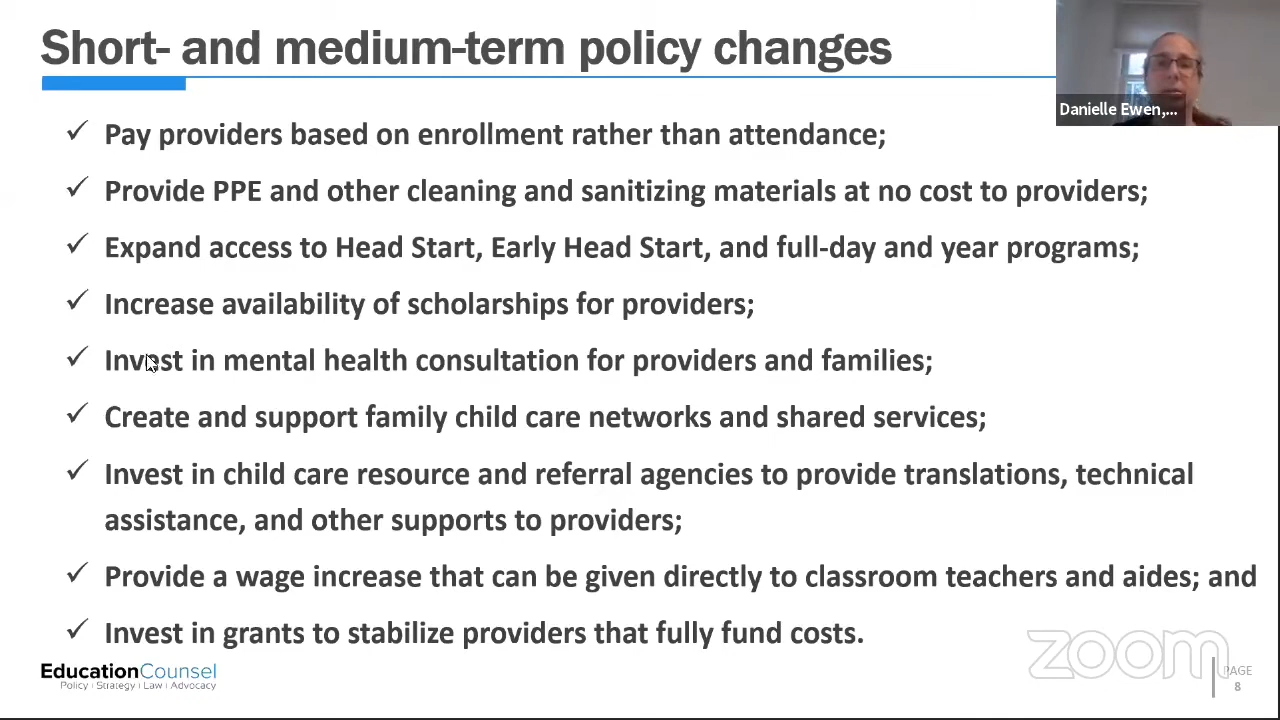 Short- and medium-term policy changes
Danielle Ewen,...
✓ Pay providers based on enrollment rather than attendance;
✓ Provide PPE and other cleaning and sanitizing materials at no cost to providers;
✓ Expand access to Head Start, Early Head Start, and full-day and year programs;
✓ Increase availability of scholarships for providers;
✓ Invest in mental health consultation for providers and families;
✓ Create and support family child care networks and shared services;
✓ Invest in child care resource and referral agencies to provide translations, technical
assistance, and other supports to providers;
✓ Provide a wage increase that can be given directly to classroom teachers and aides; and
✓ Invest in grants to stabilize providers that fully fund costs.
EducationCounsel
Policy | Strategy | Law | Advocacy
zoom
PAGE
8